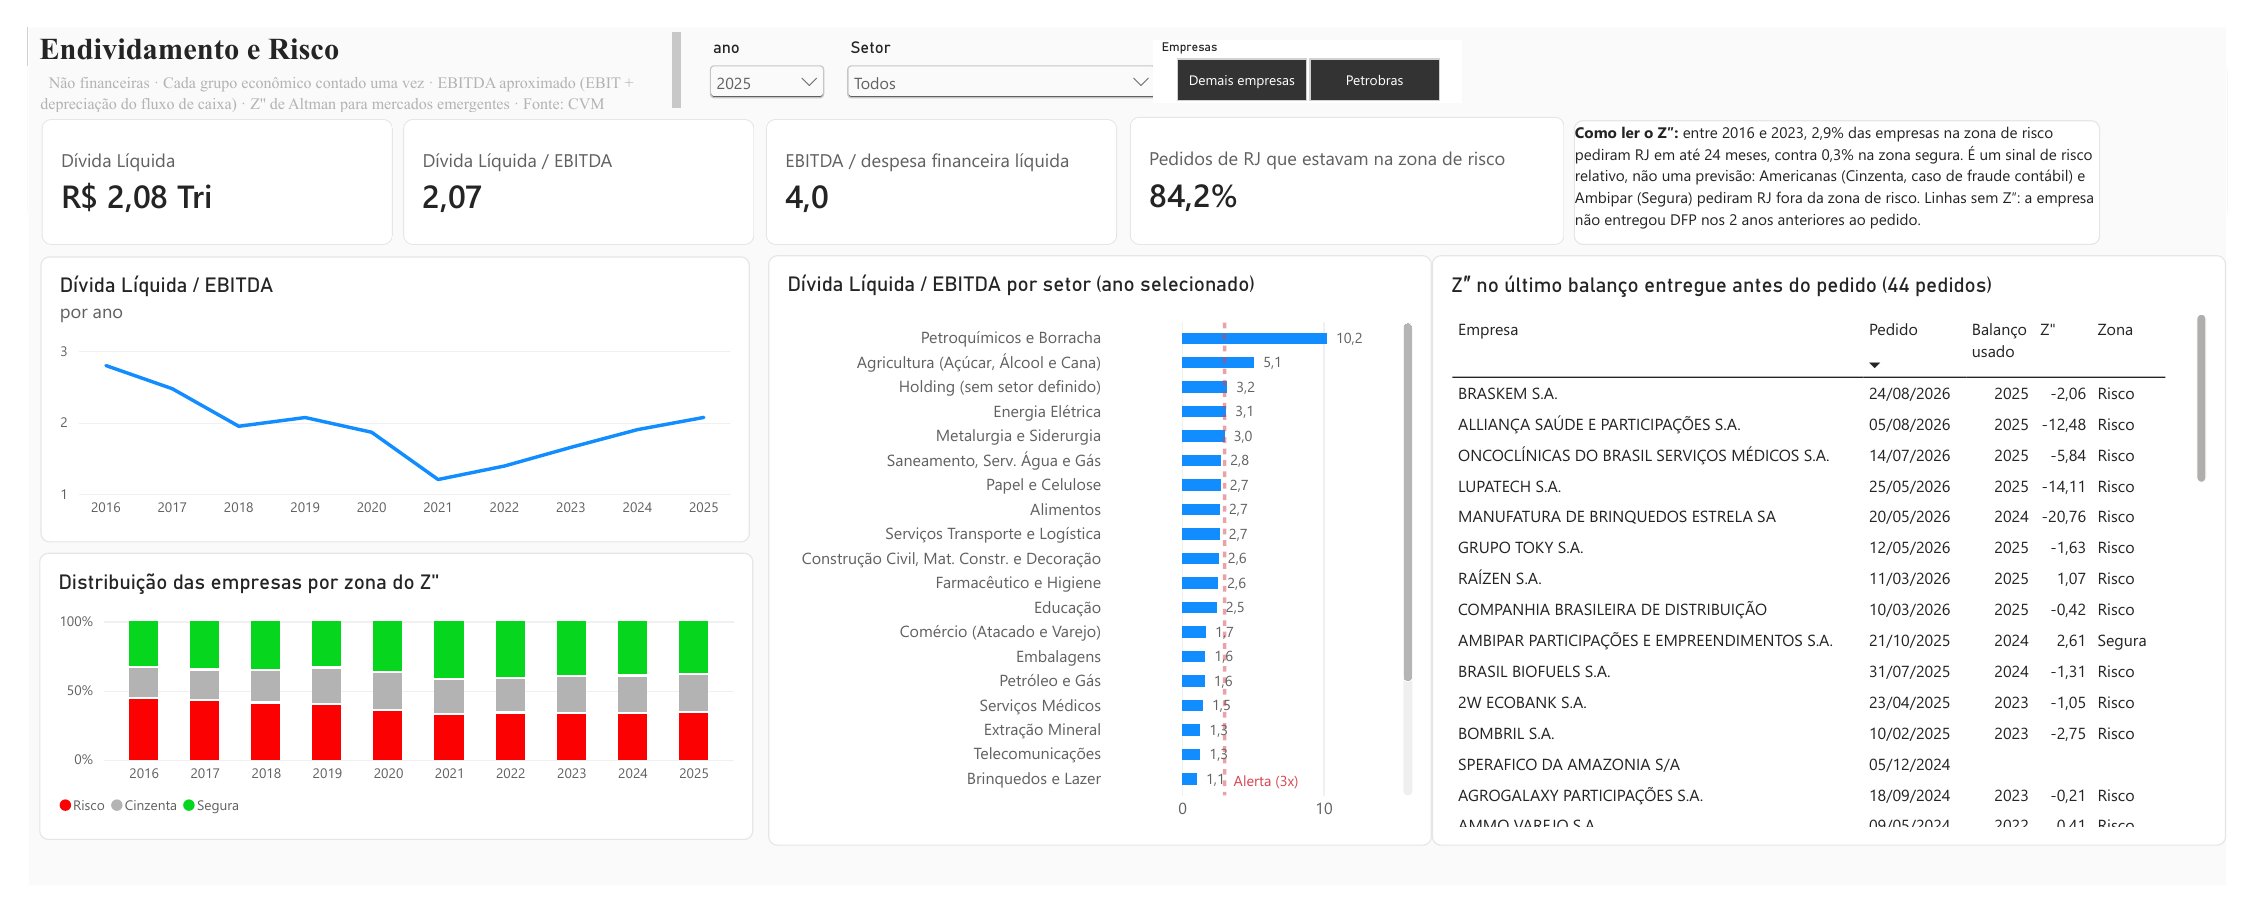 Endividamento e Risco
Não financeiras · Cada grupo econômico contado uma vez · EBITDA aproximado (EBIT +
depreciação do fluxo de caixa) · Z'' de Altman para mercados emergentes · Fonte: CVM
ano
2025
Setor
Todos
Empresas
Demais empresas
Petrobras
Dívida Líquida
R$ 2,08 Tri
Dívida Líquida / EBITDA
2,07
EBITDA / despesa financeira líquida
4,0
Pedidos de RJ que estavam na zona de risco
84,2%
Como ler o Z″: entre 2016 e 2023, 2,9% das empresas na zona de risco
pediram RJ em até 24 meses, contra 0,3% na zona segura. É um sinal de risco
relativo, não uma previsão: Americanas (Cinzenta, caso de fraude contábil) e
Ambipar (Segura) pediram RJ fora da zona de risco. Linhas sem Z″: a empresa
não entregou DFP nos 2 anos anteriores ao pedido.
Dívida Líquida / EBITDA
por ano
3
2
1
2016 2017 2018 2019 2020 2021 2022 2023 2024 2025
Distribuição das empresas por zona do Z"
100%
50%
0%
2016 2017 2018 2019 2020 2021 2022 2023 2024 2025
Risco Cinzenta Segura
Dívida Líquida / EBITDA por setor (ano selecionado)
Petroquímicos e Borracha 10,2
Agricultura (Açúcar, Álcool e Cana) 5,1
Holding (sem setor definido) 3,2
Energia Elétrica 3,1
Metalurgia e Siderurgia 3,0
Saneamento, Serv. Água e Gás 2,8
Papel e Celulose 2,7
Alimentos 2,7
Serviços Transporte e Logística 2,7
Construção Civil, Mat. Constr. e Decoração 2,6
Farmacêutico e Higiene 2,6
Educação 2,5
Comércio (Atacado e Varejo) 1,7
Embalagens 1,6
Petróleo e Gás 1,6
Serviços Médicos 1,5
Extração Mineral 1,3
Telecomunicações 1,3
Brinquedos e Lazer 1,1
Alerta (3x)
0 10
Z″ no último balanço entregue antes do pedido (44 pedidos)
Empresa Pedido Balanço usado Z" Zona
BRASKEM S.A. 24/08/2026 2025 -2,06 Risco
ALLIANÇA SAÚDE E PARTICIPAÇÕES S.A. 05/08/2026 2025 -12,48 Risco
ONCOCLÍNICAS DO BRASIL SERVIÇOS MÉDICOS S.A. 14/07/2026 2025 -5,84 Risco
LUPATECH S.A. 25/05/2026 2025 -14,11 Risco
MANUFATURA DE BRINQUEDOS ESTRELA SA 20/05/2026 2024 -20,76 Risco
GRUPO TOKY S.A. 12/05/2026 2025 -1,63 Risco
RAÍZEN S.A. 11/03/2026 2025 1,07 Risco
COMPANHIA BRASILEIRA DE DISTRIBUIÇÃO 10/03/2026 2025 -0,42 Risco
AMBIPAR PARTICIPAÇÕES E EMPREENDIMENTOS S.A. 21/10/2025 2024 2,61 Segura
BRASIL BIOFUELS S.A. 31/07/2025 2024 -1,31 Risco
2W ECOBANK S.A. 23/04/2025 2023 -1,05 Risco
BOMBRIL S.A. 10/02/2025 2023 -2,75 Risco
SPERAFICO DA AMAZONIA S/A 05/12/2024
AGROGALAXY PARTICIPAÇÕES S.A. 18/09/2024 2023 -0,21 Risco
AMMO VAREJO S.A. 09/05/2024 2022 0,41 Risco